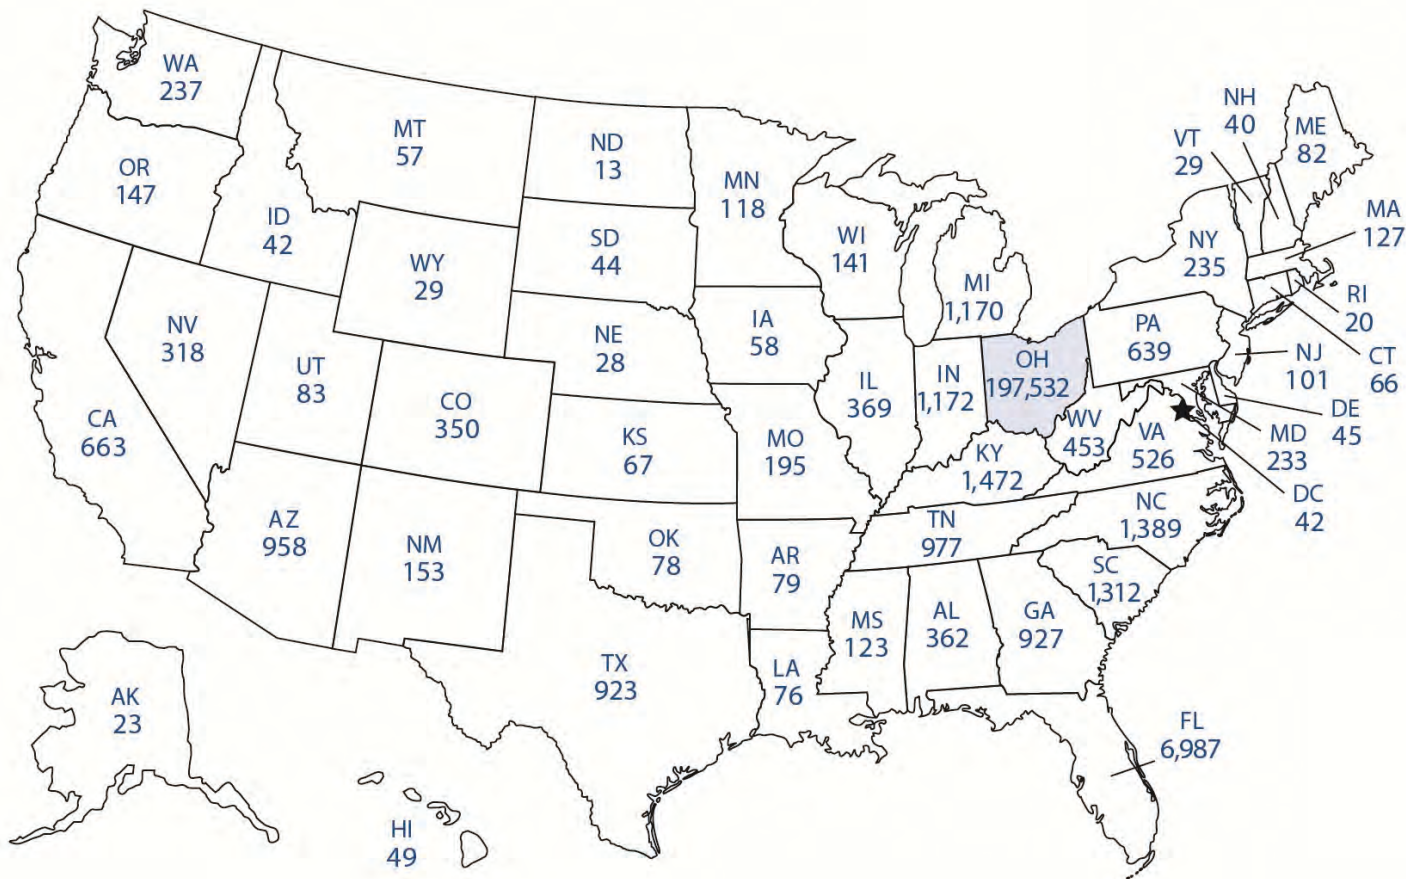 WA
237
OR
147
CA
663
NV
318
ID
42
MT
57
WY
29
UT
83
AZ
958
CO
350
NM
153
ND
13
SD
44
NE
28
KS
67
OK
78
TX
923
MN
118
IA
58
MO
195
AR
79
LA
76
WI
141
IL
369
MI
1,170
IN
1,172
OH
197,532
KY
1,472
TN
977
MS
123
AL
362
GA
927
FL
6,987
SC
1,312
NC
1,389
VA
526
WV
453
PA
639
NY
235
VT
29
NH
40
ME
82
MA
127
RI
20
CT
66
NJ
101
DE
45
MD
233
DC
42
AK
23
HI
49